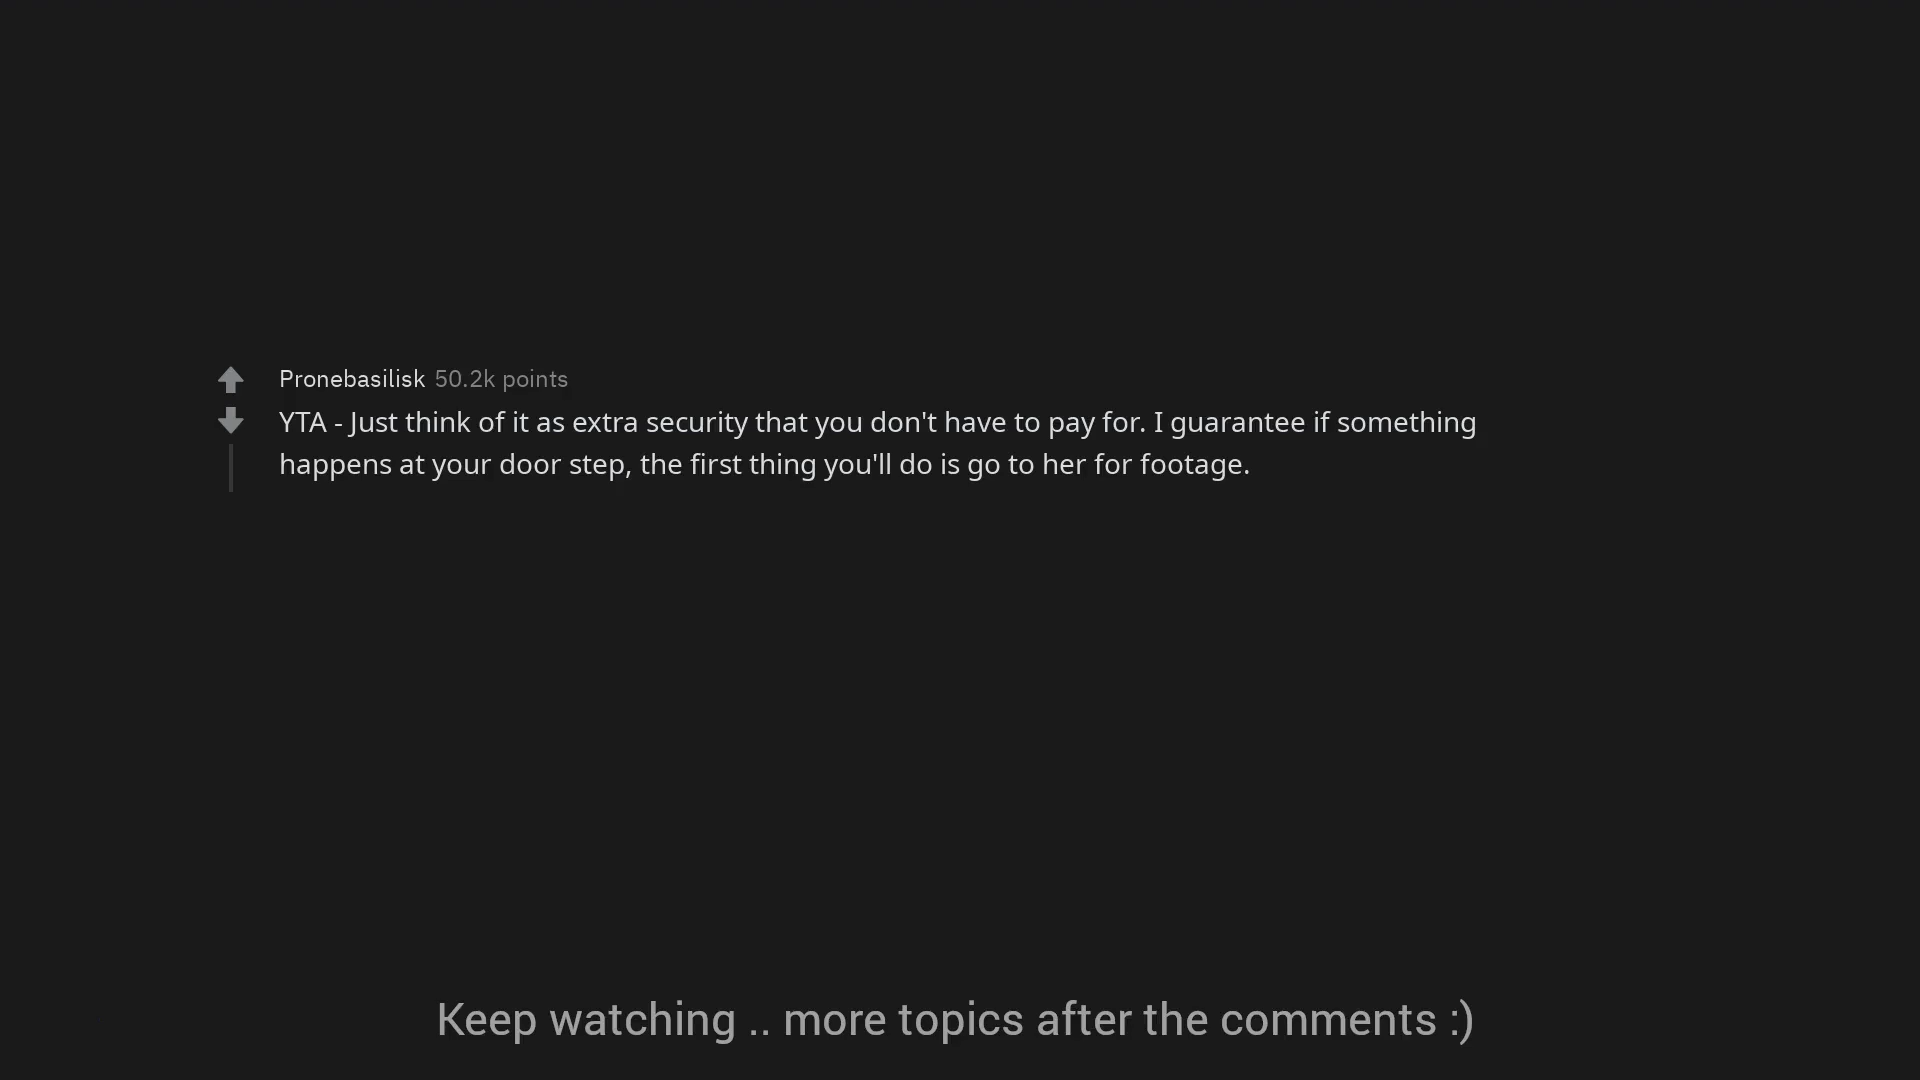 Pronebasilisk 50.2k points
YTA - Just think of it as extra security that you don't have to pay for. I guarantee if something
happens at your door step, the first thing you'll do is go to her for footage.
Keep watching .. more topics after the comments :)